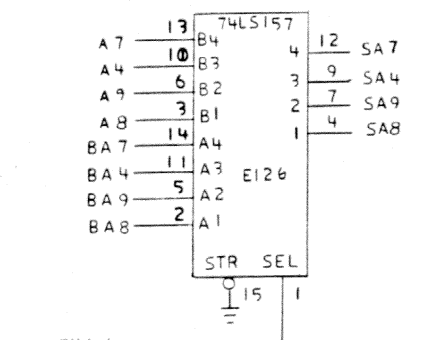 74LS157
A7 13 B4 4 12 SA7
A4 10 B3 3 9 SA4
A9 6 B2 2 7 SA9
A8 3 B1 1 4 SA8
BA7 14 A4
BA4 11 A3 E126
BA9 5 A2
BA8 2 A1
STR SEL
15 1